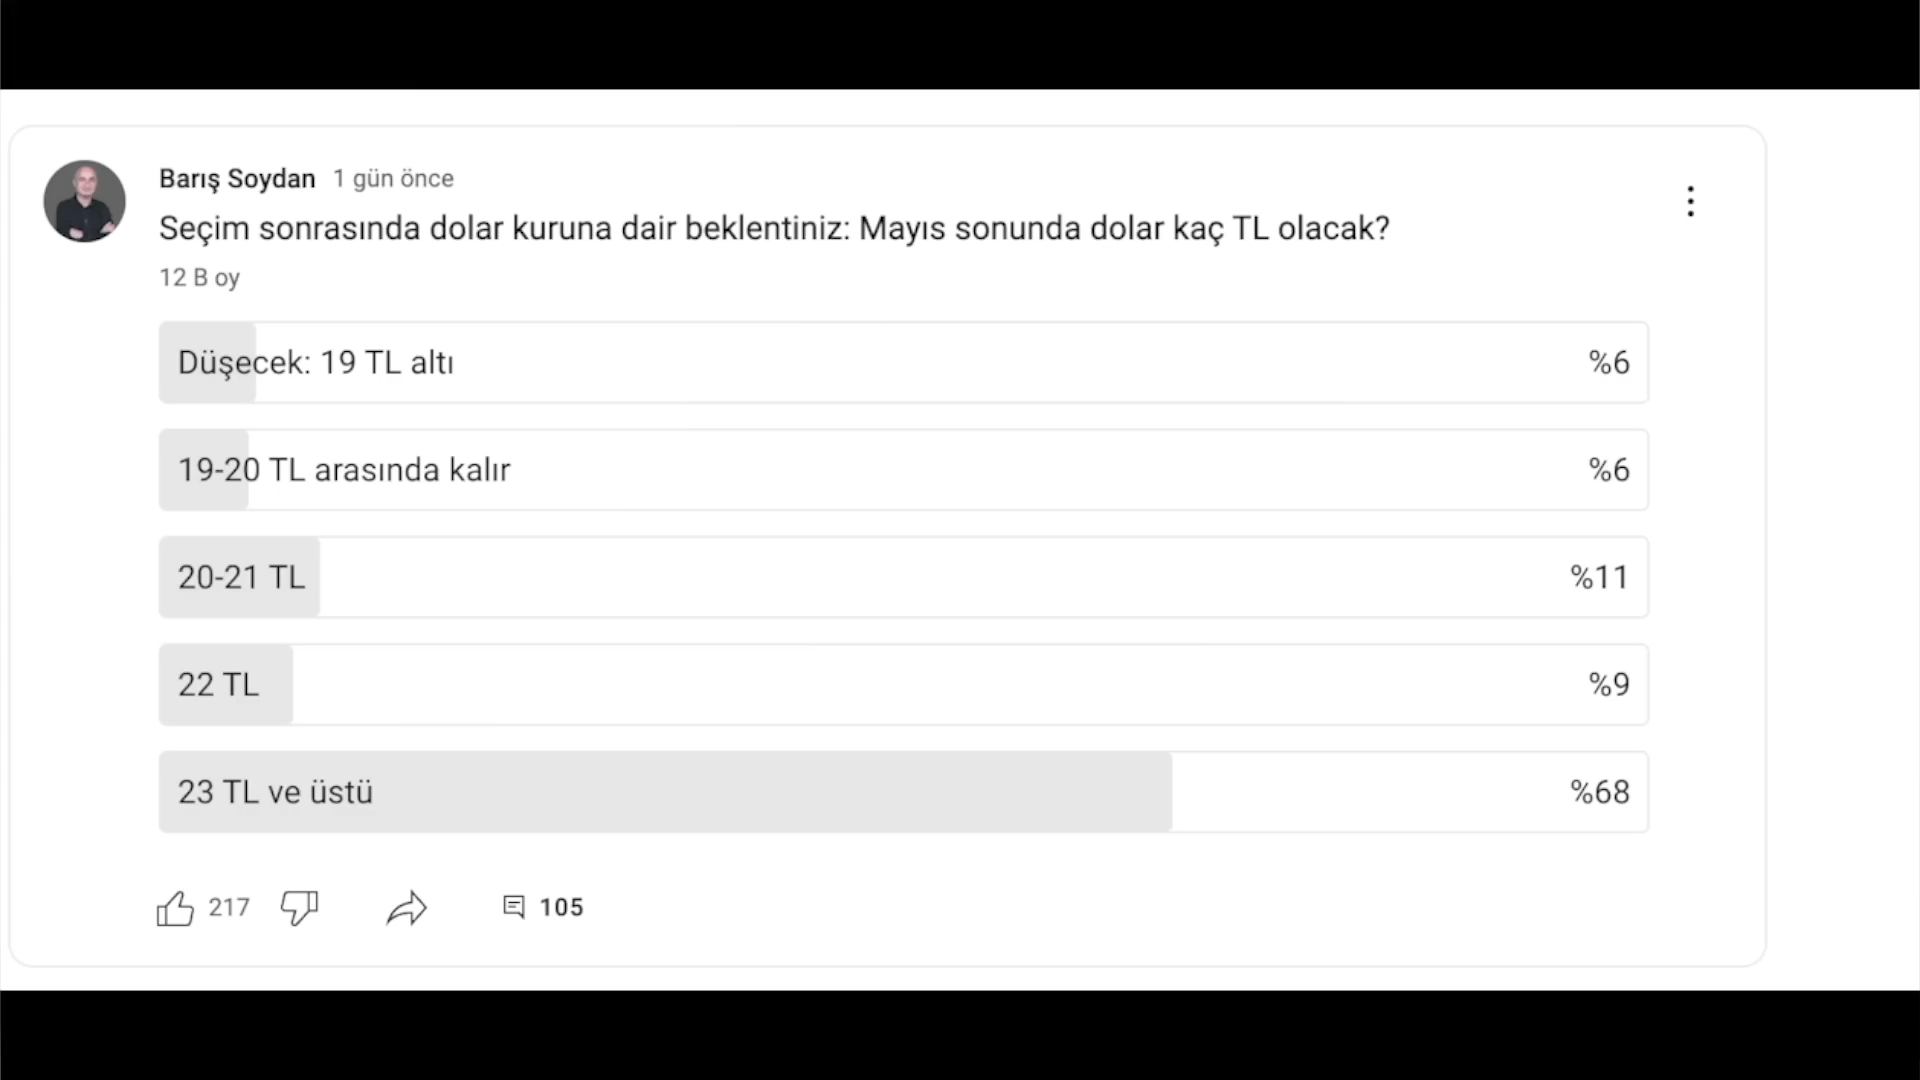 Barış Soydan 1 gün önce
Seçim sonrasında dolar kuruna dair beklentiniz: Mayıs sonunda dolar kaç TL olacak?
12 B oy
Düşecek: 19 TL altı %6
19-20 TL arasında kalır %6
20-21 TL %11
22 TL %9
23 TL ve üstü %68
217 105